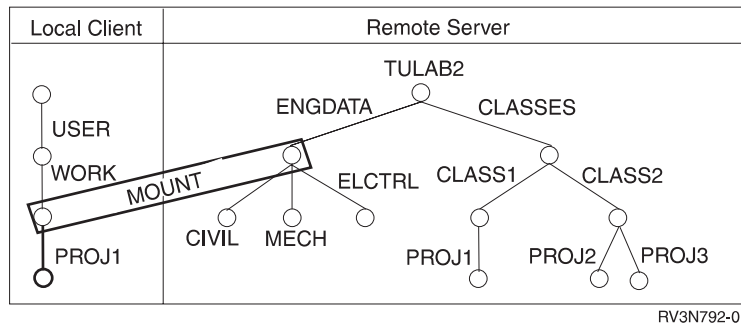 Local Client
Remote Server
TULAB2
ENGDATA
CLASSES
USER
WORK
MOUNT
ELCTRL
CLASS1
CLASS2
CIVIL
MECH
PROJ1
PROJ1
PROJ2
PROJ3
RV3N792-0